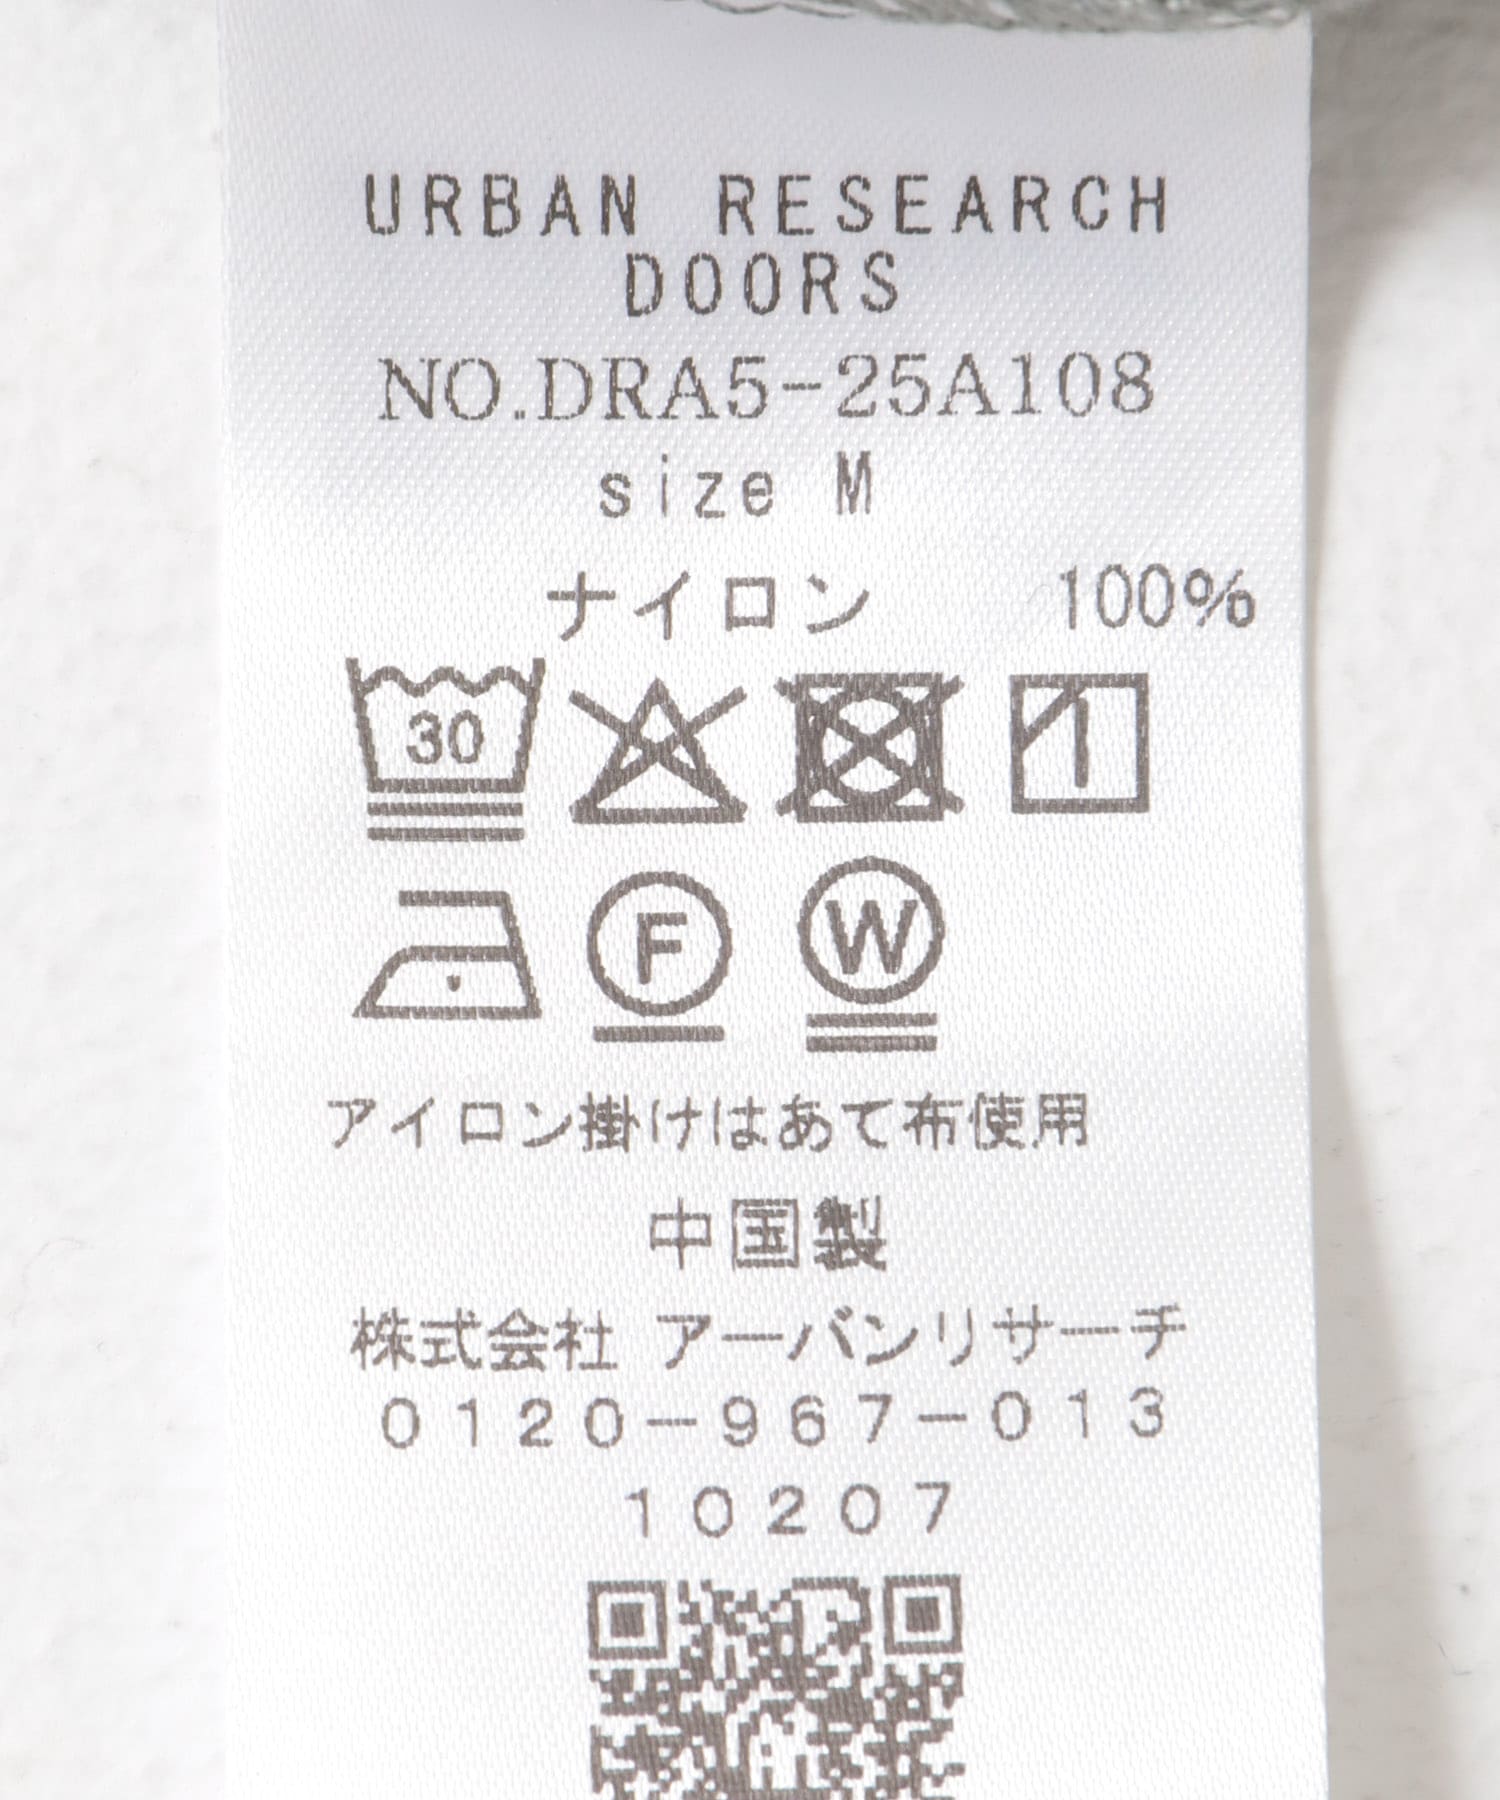 URBAN RESEARCH
DOORS
NO.DRA5-25A108
size M
ナイロン 100%
30
F W
アイロン掛けはあて布使用
中国製
株式会社 アーバンリサーチ
0120-967-013
10207